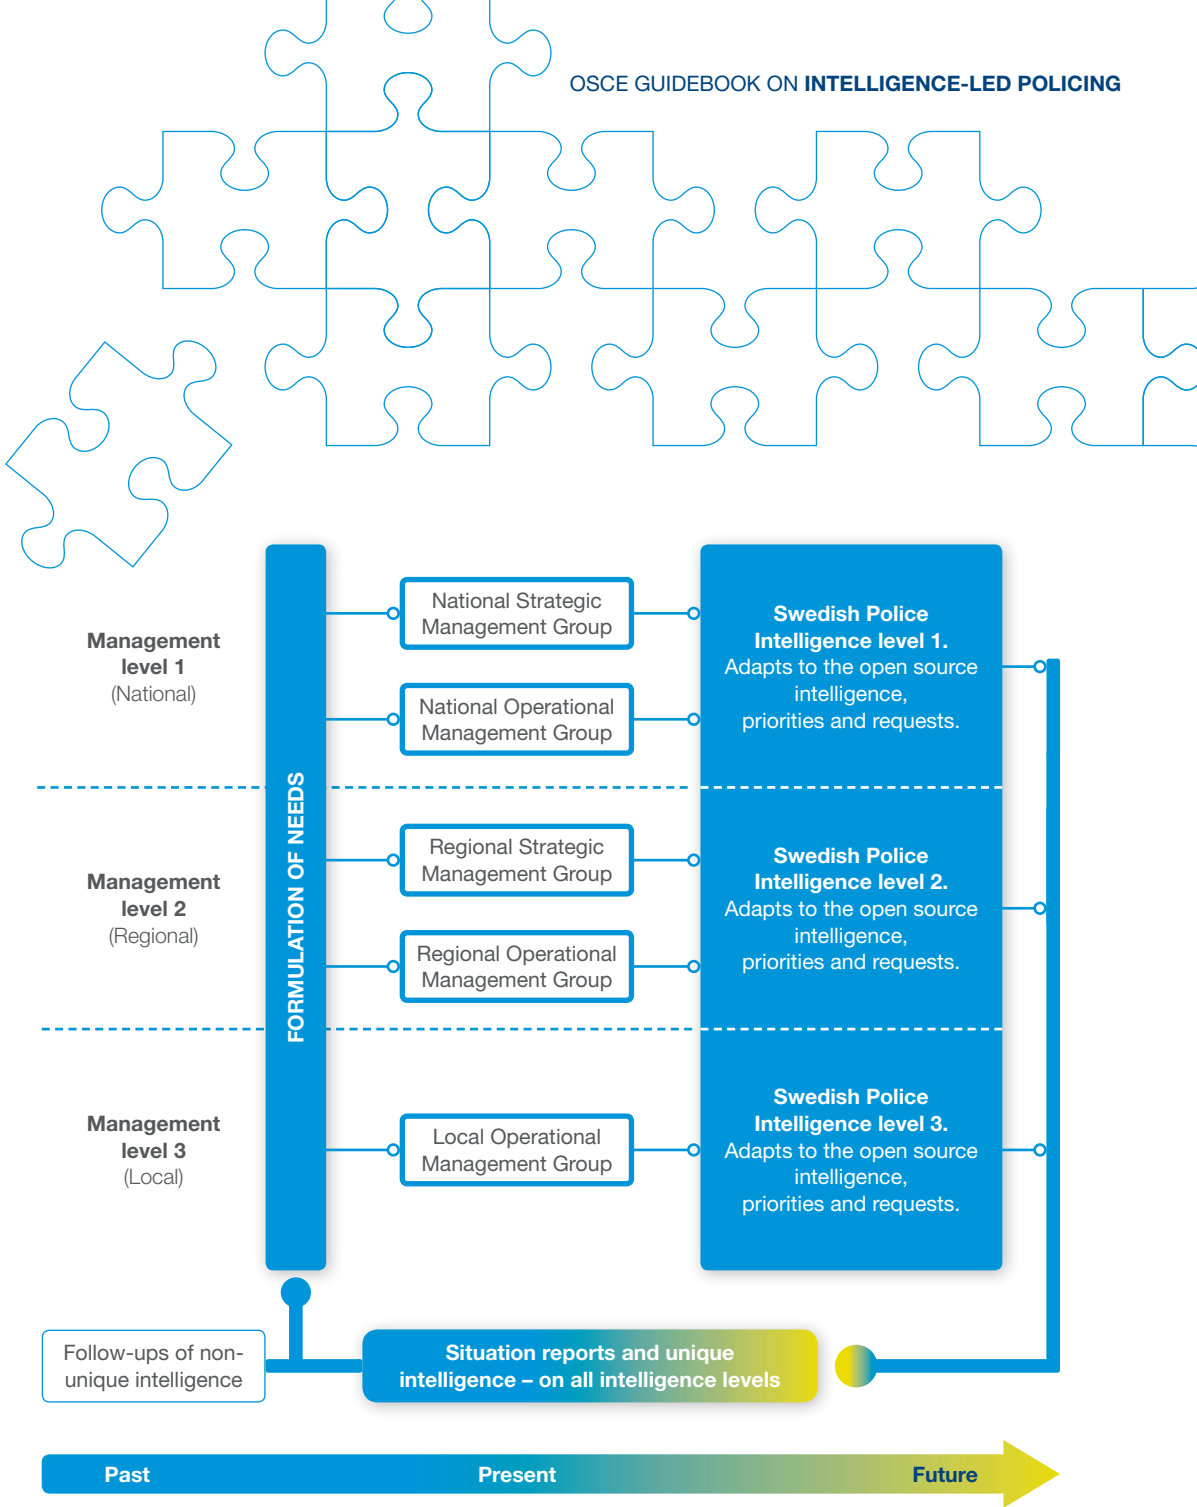 OSCE GUIDEBOOK ON INTELLIGENCE-LED POLICING
Management
level 1
(National)
FORMULATION OF NEEDS
National Strategic
Management Group
National Operational
Management Group
Swedish Police
Intelligence level 1.
Adapts to the open source
intelligence,
priorities and requests.
Management
level 2
(Regional)
Regional Strategic
Management Group
Regional Operational
Management Group
Swedish Police
Intelligence level 2.
Adapts to the open source
intelligence,
priorities and requests.
Management
level 3
(Local)
Local Operational
Management Group
Swedish Police
Intelligence level 3.
Adapts to the open source
intelligence,
priorities and requests.
Follow-ups of non-
unique intelligence
Situation reports and unique
intelligence – on all intelligence levels
Past
Present
Future